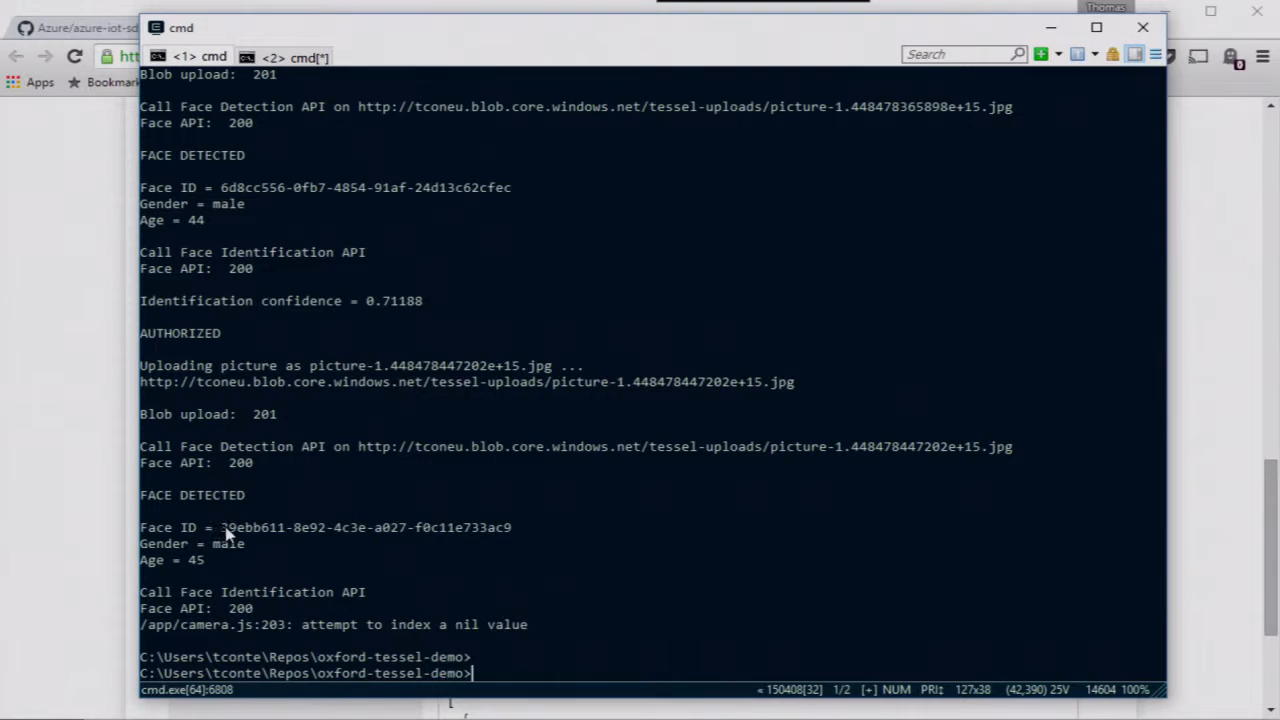 Thomas
Azure/azure-iot-sd
cmd
<1> cmd
<2> cmd[*]
Search
Apps
Bookmark
Blob upload:  201
Call Face Detection API on http://tconeu.blob.core.windows.net/tessel-uploads/picture-1.448478365898e+15.jpg
Face API:  200
FACE DETECTED
Face ID = 6d8cc556-0fb7-4854-91af-24d13c62cfec
Gender = male
Age = 44
Call Face Identification API
Face API:  200
Identification confidence = 0.71188
AUTHORIZED
Uploading picture as picture-1.448478447202e+15.jpg ...
http://tconeu.blob.core.windows.net/tessel-uploads/picture-1.448478447202e+15.jpg
Blob upload:  201
Call Face Detection API on http://tconeu.blob.core.windows.net/tessel-uploads/picture-1.448478447202e+15.jpg
Face API:  200
FACE DETECTED
Face ID = 39ebb611-8e92-4c3e-a027-f0c11e733ac9
Gender = male
Age = 45
Call Face Identification API
Face API:  200
/app/camera.js:203: attempt to index a nil value
C:\Users\tconte\Repos\oxford-tessel-demo>
C:\Users\tconte\Repos\oxford-tessel-demo>
cmd.exe[64]:6808
« 150408[32] 1/2 [+] NUM PRI↕ 127x38 (42,390) 25V 14604 100%